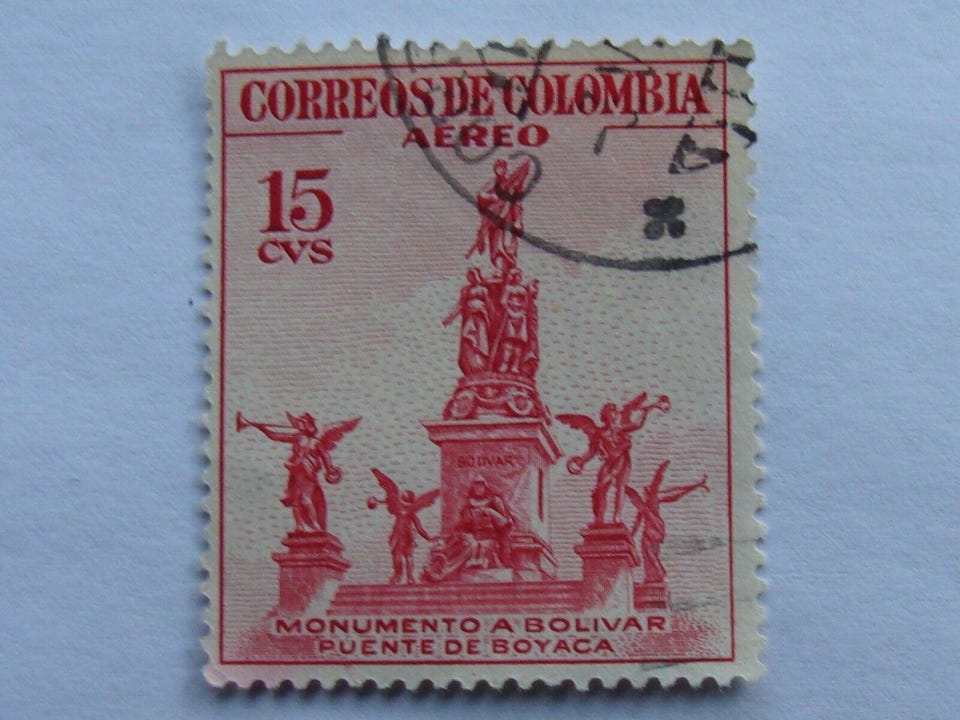 CORREOS DE COLOMBIA
AEREO
15
CVS
BOLIVAR
MONUMENTO A BOLIVAR
PUENTE DE BOYACA